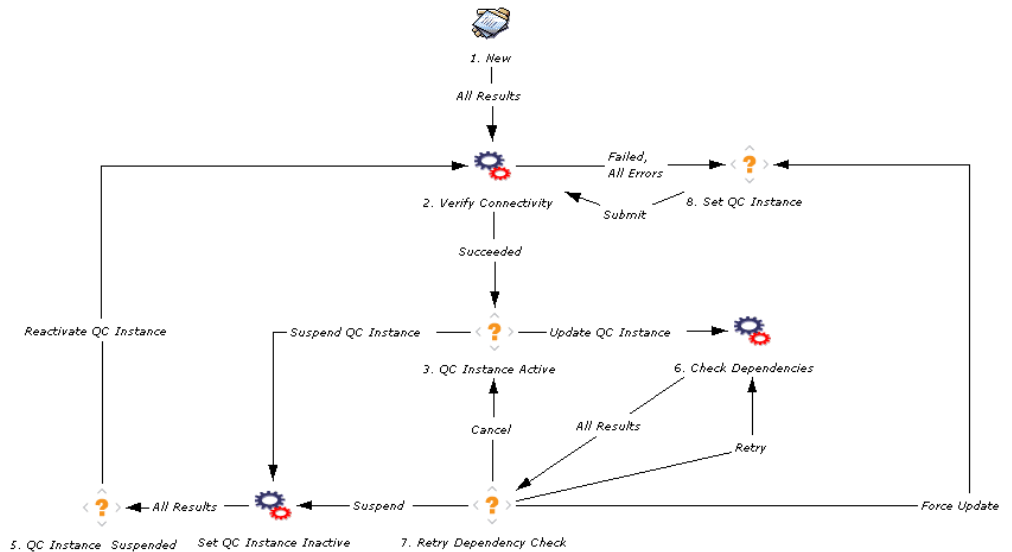 1. New
All Results
Failed,
All Errors
2. Verify Connectivity
Submit
8. Set QC Instance
Succeeded
Reactivate QC Instance
Suspend QC Instance
Update QC Instance
3. QC Instance Active
6. Check Dependencies
All Results
Cancel
Retry
All Results
Suspend
Force Update
5. QC Instance Suspended
Set QC Instance Inactive
7. Retry Dependency Check